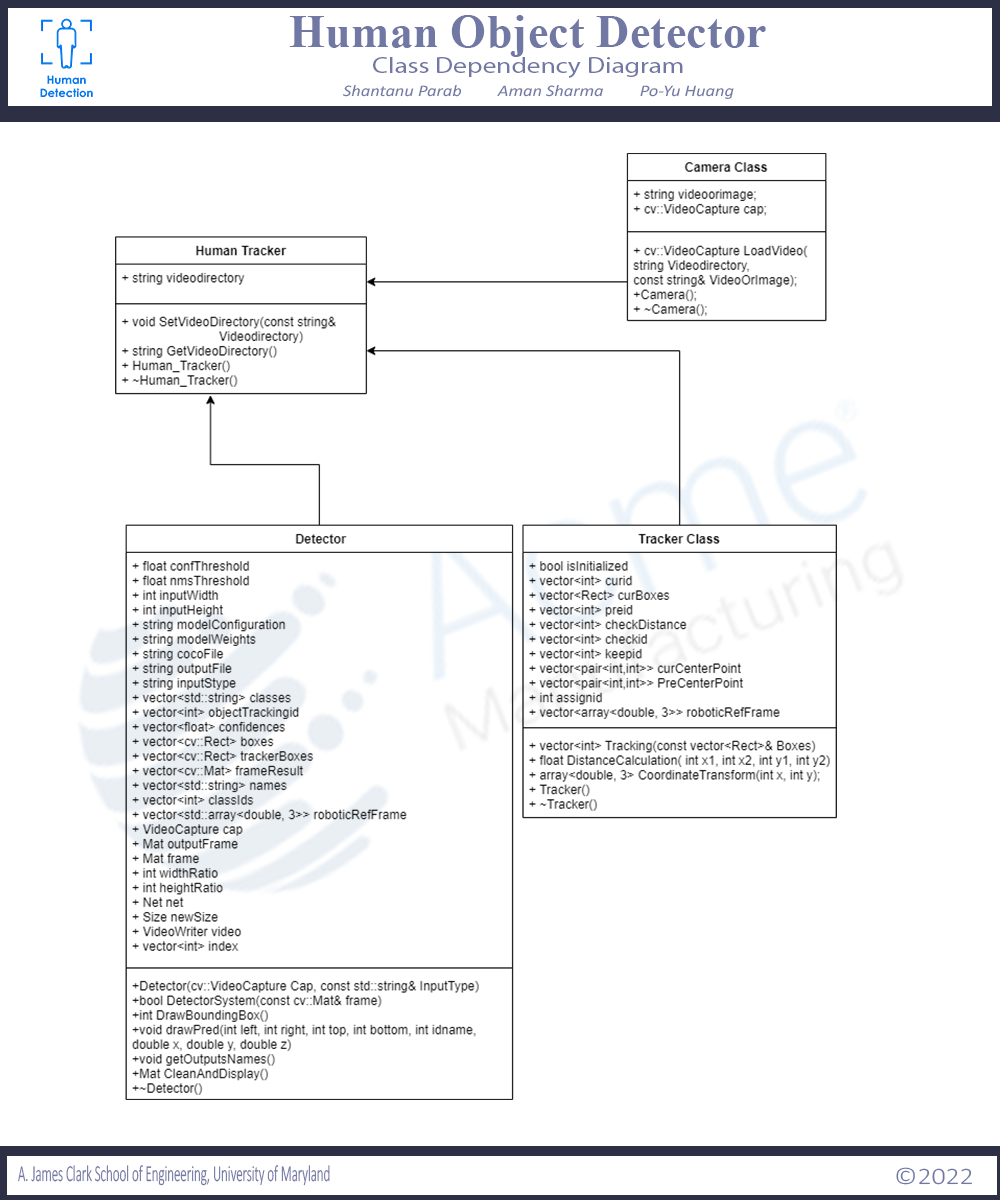 Human Object Detector
Class Dependency Diagram
Shantanu Parab Aman Sharma Po-Yu Huang
Human
Detection
Camera Class
+ string videoorimage;
+ cv::VideoCapture cap;
+ cv::VideoCapture LoadVideo(
string Videodirectory,
const string& VideoOrImage);
+Camera();
+ ~Camera();
Human Tracker
+ string videodirectory
+ void SetVideoDirectory(const string&
Videodirectory)
+ string GetVideoDirectory()
+ Human_Tracker()
+ ~Human_Tracker()
Detector
+ float confThreshold
+ float nmsThreshold
+ int inputWidth
+ int inputHeight
+ string modelConfiguration
+ string modelWeights
+ string cocoFile
+ string outputFile
+ string inputStype
+ vector<std::string> classes
+ vector<int> objectTrackingid
+ vector<float> confidences
+ vector<cv::Rect> boxes
+ vector<cv::Rect> trackerBoxes
+ vector<cv::Mat> frameResult
+ vector<std::string> names
+ vector<int> classIds
+ vector<std::array<double, 3>> roboticRefFrame
+ VideoCapture cap
+ Mat outputFrame
+ Mat frame
+ int widthRatio
+ int heightRatio
+ Net net
+ Size newSize
+ VideoWriter video
+ vector<int> index
+Detector(cv::VideoCapture Cap, const std::string& InputType)
+bool DetectorSystem(const cv::Mat& frame)
+int DrawBoundingBox()
+void drawPred(int left, int right, int top, int bottom, int idname,
double x, double y, double z)
+void getOutputsNames()
+Mat CleanAndDisplay()
+~Detector()
Tracker Class
+ bool isInitialized
+ vector<int> curid
+ vector<Rect> curBoxes
+ vector<int> preid
+ vector<int> checkDistance
+ vector<int> checkid
+ vector<int> keepid
+ vector<pair<int,int>> curCenterPoint
+ vector<pair<int,int>> PreCenterPoint
+ int assignid
+ vector<array<double, 3>> roboticRefFrame
+ vector<int> Tracking(const vector<Rect>& Boxes)
+ float DistanceCalculation( int x1, int x2, int y1, int y2)
+ array<double, 3> CoordinateTransform(int x, int y);
+ Tracker()
+ ~Tracker()
Acme®
Manufacturing
A. James Clark School of Engineering, University of Maryland
©2022